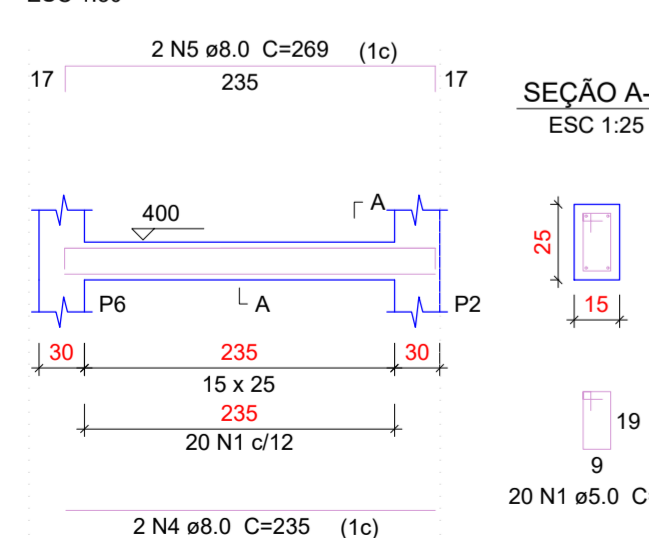 2 N5 ø8.0 C=269 (1c)
17 235 17
SEÇÃO A-
ESC 1:25
A
400
25
P6 A P2
15
30 235 30
15 x 25
235
20 N1 c/12
19
9
20 N1 ø5.0 C=
2 N4 ø8.0 C=235 (1c)